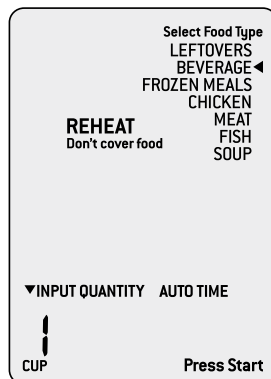 Select Food Type
LEFTOVERS
BEVERAGE◄
FROZEN MEALS
CHICKEN
MEAT
FISH
SOUP
REHEAT
Don't cover food
▼INPUT QUANTITY AUTO TIME
1
CUP
Press Start